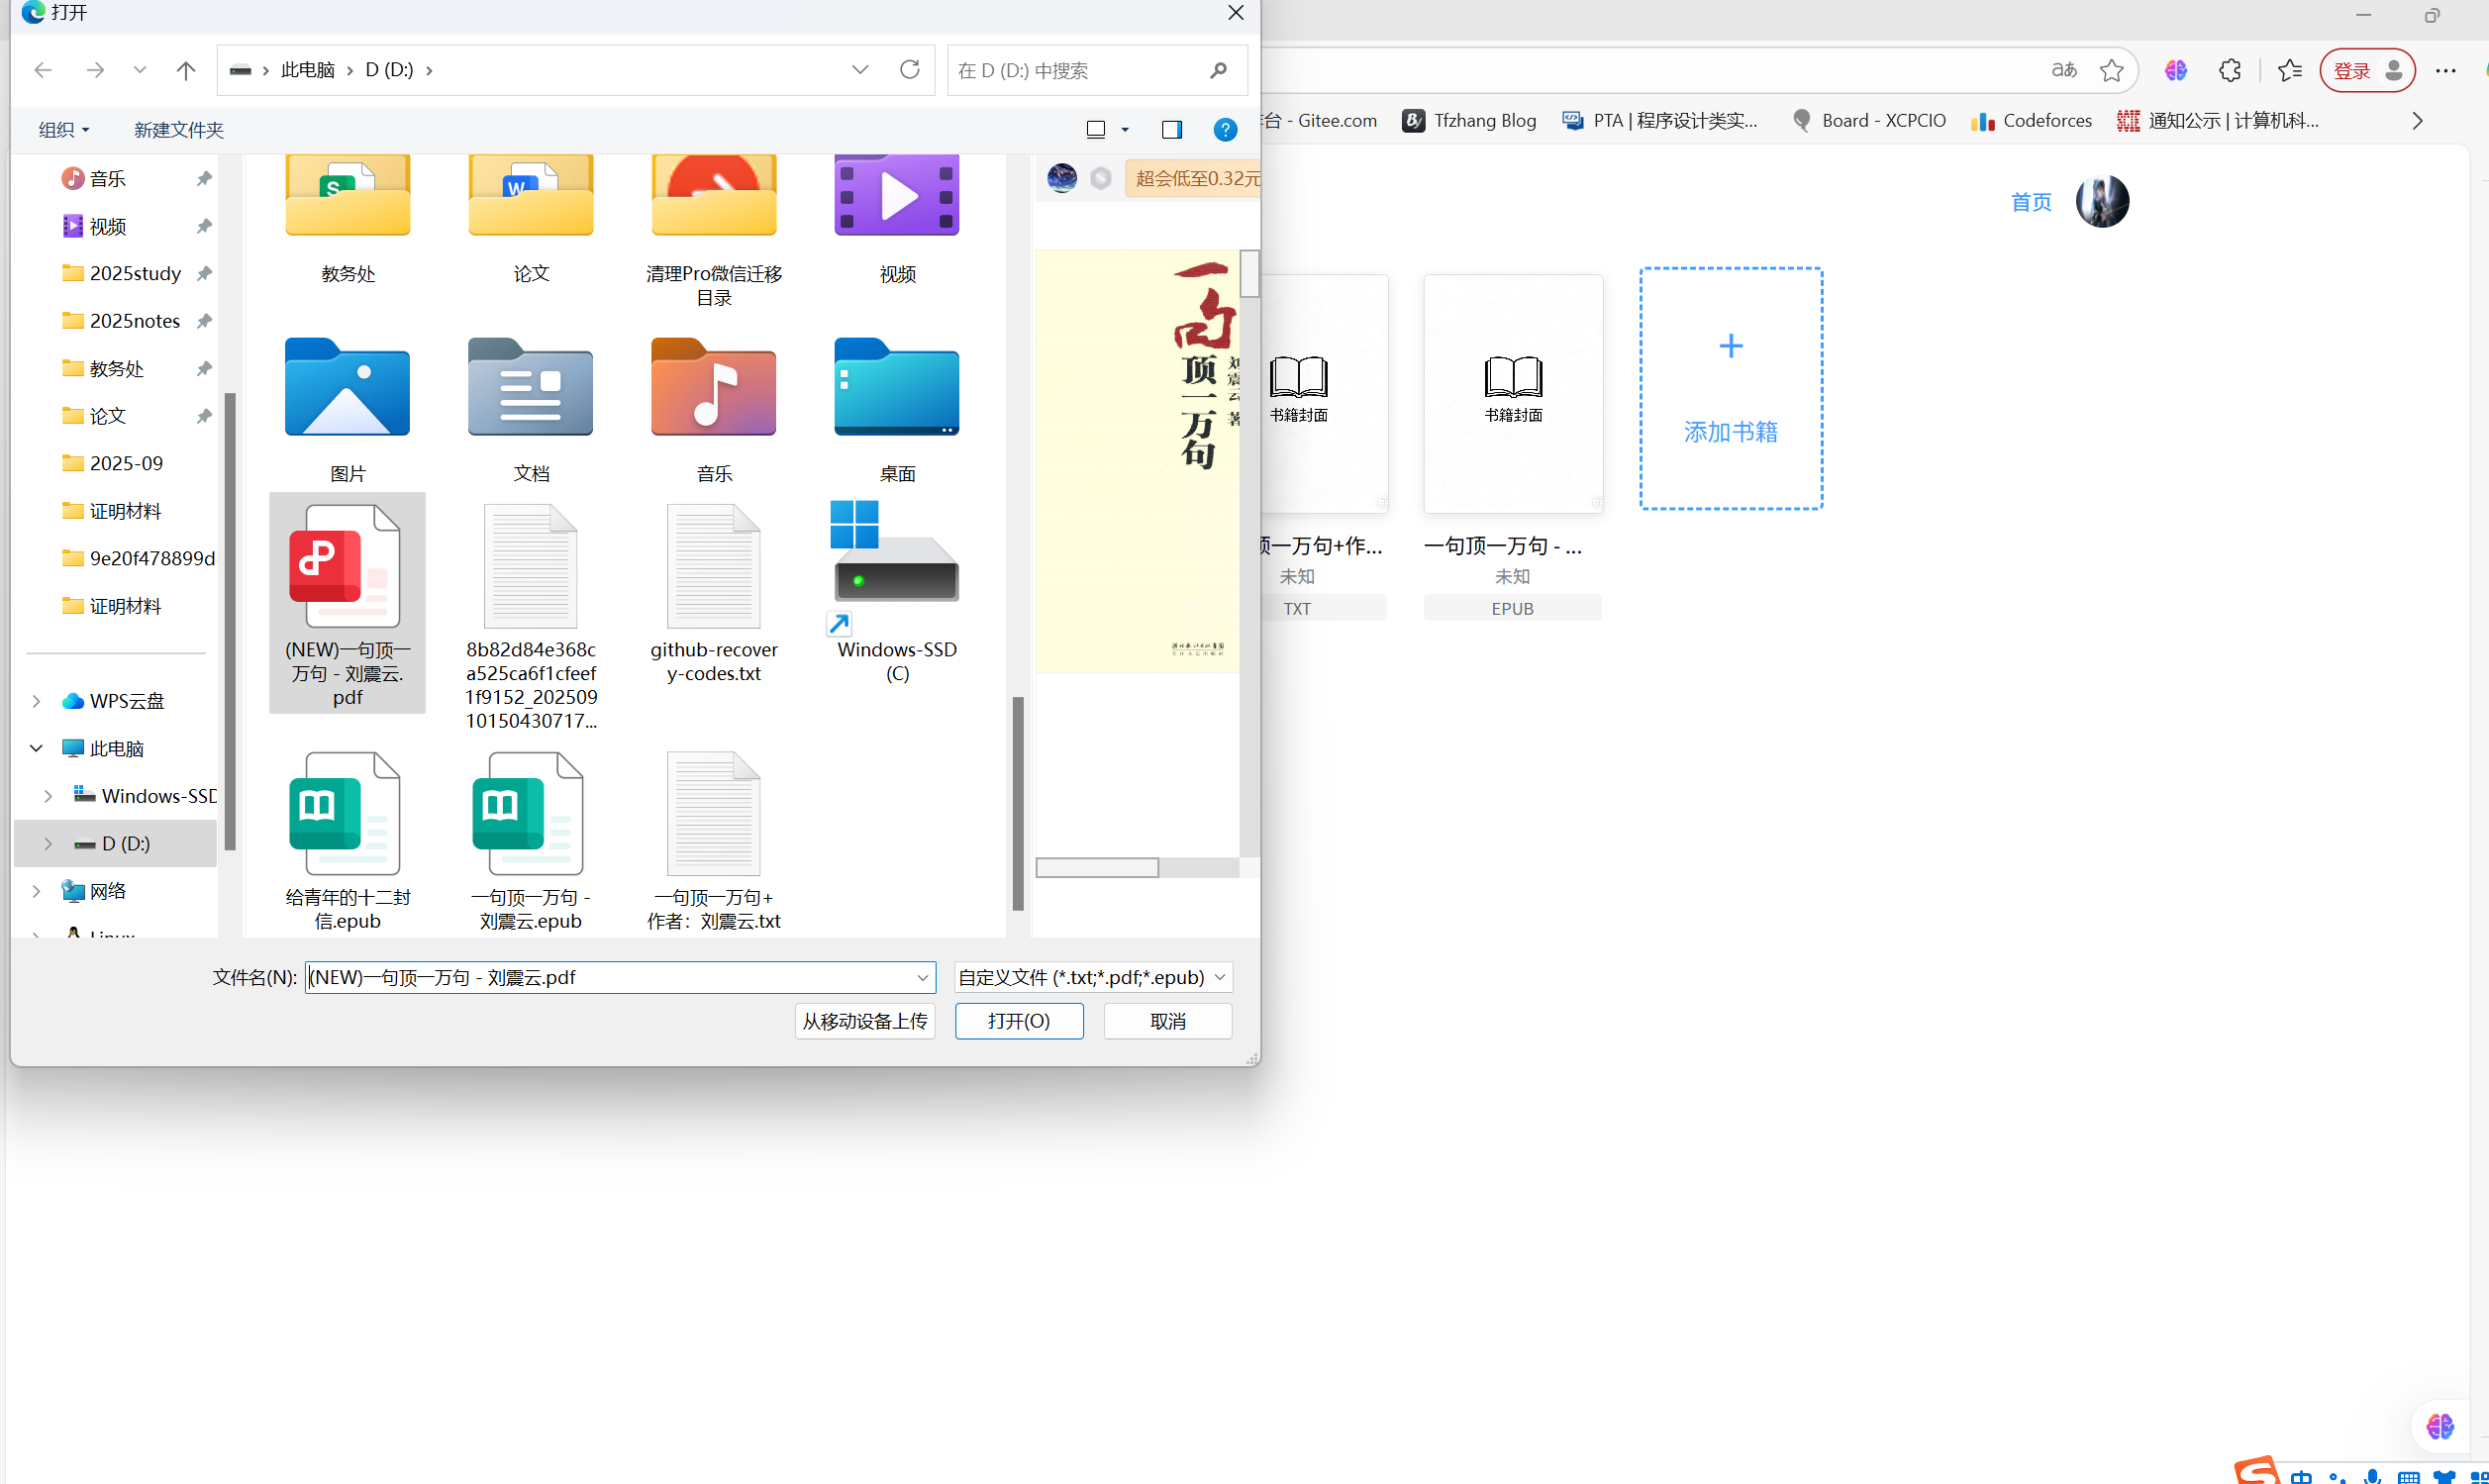 打开
此电脑
D (D:)
在 D (D:) 中搜索
组织
新建文件夹
音乐
视频
2025study
2025notes
教务处
论文
2025-09
证明材料
9e20f478899d
证明材料
WPS云盘
此电脑
Windows-SSD
D (D:)
网络
Linux
教务处
论文
清理Pro微信迁移
目录
视频
图片
文档
音乐
桌面
(NEW)一句顶一
万句 - 刘震云.
pdf
8b82d84e368c
a525ca6f1cfeef
1f9152_202509
10150430717...
github-recover
y-codes.txt
Windows-SSD
(C)
给青年的十二封
信.epub
一句顶一万句 -
刘震云.epub
一句顶一万句+
作者：刘震云.txt
超会低至0.32元
一句
顶一万句
刘震云 著
文件名(N):
(NEW)一句顶一万句 - 刘震云.pdf
自定义文件 (*.txt;*.pdf;*.epub)
从移动设备上传
打开(O)
取消
aあ
登录
台 - Gitee.com
By
Tfzhang Blog
PTA | 程序设计类实...
Board - XCPCIO
Codeforces
通知公示 | 计算机科...
首页
书籍封面
顶一万句+作...
未知
TXT
书籍封面
一句顶一万句 - ...
未知
EPUB
+
添加书籍
中